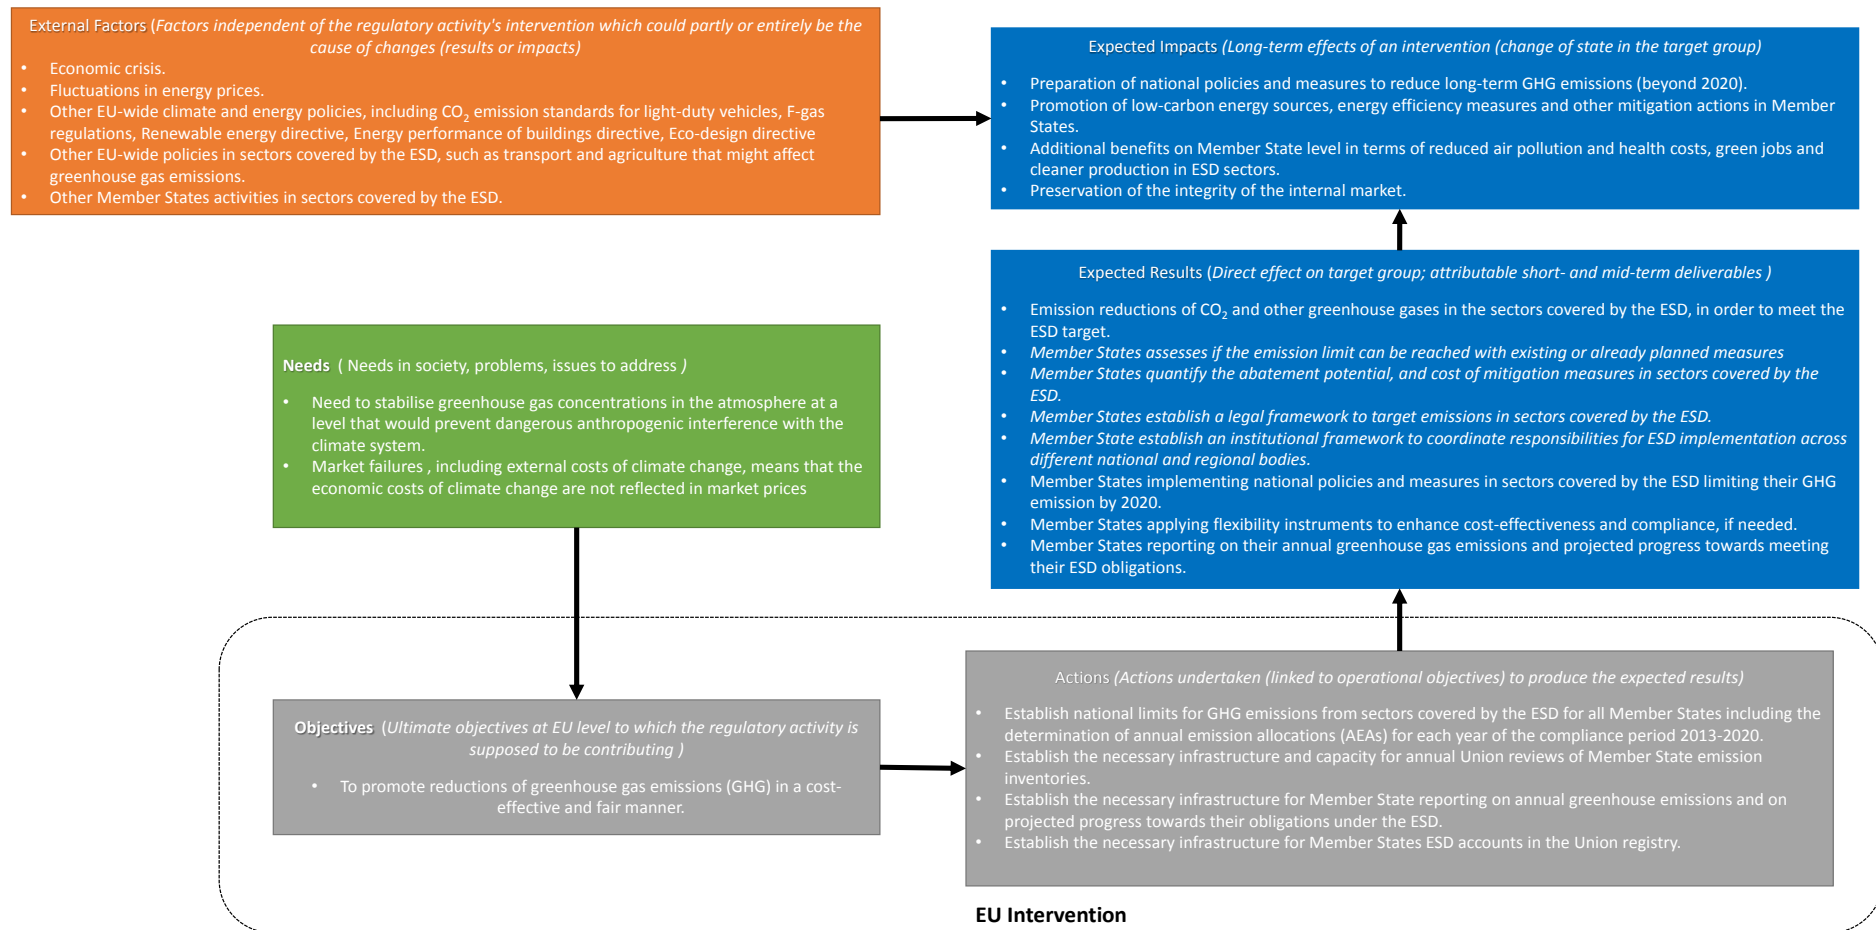 External Factors (Factors independent of the regulatory activity's intervention which could partly or entirely be the
cause of changes (results or impacts)
• Economic crisis.
• Fluctuations in energy prices.
• Other EU-wide climate and energy policies, including CO₂ emission standards for light-duty vehicles, F-gas
regulations, Renewable energy directive, Energy performance of buildings directive, Eco-design directive
• Other EU-wide policies in sectors covered by the ESD, such as transport and agriculture that might affect
greenhouse gas emissions.
• Other Member States activities in sectors covered by the ESD.
Expected Impacts (Long-term effects of an intervention (change of state in the target group)
• Preparation of national policies and measures to reduce long-term GHG emissions (beyond 2020).
• Promotion of low-carbon energy sources, energy efficiency measures and other mitigation actions in Member
States.
• Additional benefits on Member State level in terms of reduced air pollution and health costs, green jobs and
cleaner production in ESD sectors.
• Preservation of the integrity of the internal market.
Expected Results (Direct effect on target group; attributable short- and mid-term deliverables )
• Emission reductions of CO₂ and other greenhouse gases in the sectors covered by the ESD, in order to meet the
ESD target.
• Member States assesses if the emission limit can be reached with existing or already planned measures
• Member States quantify the abatement potential, and cost of mitigation measures in sectors covered by the
ESD.
• Member States establish a legal framework to target emissions in sectors covered by the ESD.
• Member State establish an institutional framework to coordinate responsibilities for ESD implementation across
different national and regional bodies.
• Member States implementing national policies and measures in sectors covered by the ESD limiting their GHG
emission by 2020.
• Member States applying flexibility instruments to enhance cost-effectiveness and compliance, if needed.
• Member States reporting on their annual greenhouse gas emissions and projected progress towards meeting
their ESD obligations.
Needs ( Needs in society, problems, issues to address )
• Need to stabilise greenhouse gas concentrations in the atmosphere at a
level that would prevent dangerous anthropogenic interference with the
climate system.
• Market failures , including external costs of climate change, means that the
economic costs of climate change are not reflected in market prices
Objectives (Ultimate objectives at EU level to which the regulatory activity is
supposed to be contributing )
• To promote reductions of greenhouse gas emissions (GHG) in a cost-
effective and fair manner.
Actions (Actions undertaken (linked to operational objectives) to produce the expected results)
• Establish national limits for GHG emissions from sectors covered by the ESD for all Member States including the
determination of annual emission allocations (AEAs) for each year of the compliance period 2013-2020.
• Establish the necessary infrastructure and capacity for annual Union reviews of Member State emission
inventories.
• Establish the necessary infrastructure for Member State reporting on annual greenhouse emissions and on
projected progress towards their obligations under the ESD.
• Establish the necessary infrastructure for Member States ESD accounts in the Union registry.
EU Intervention